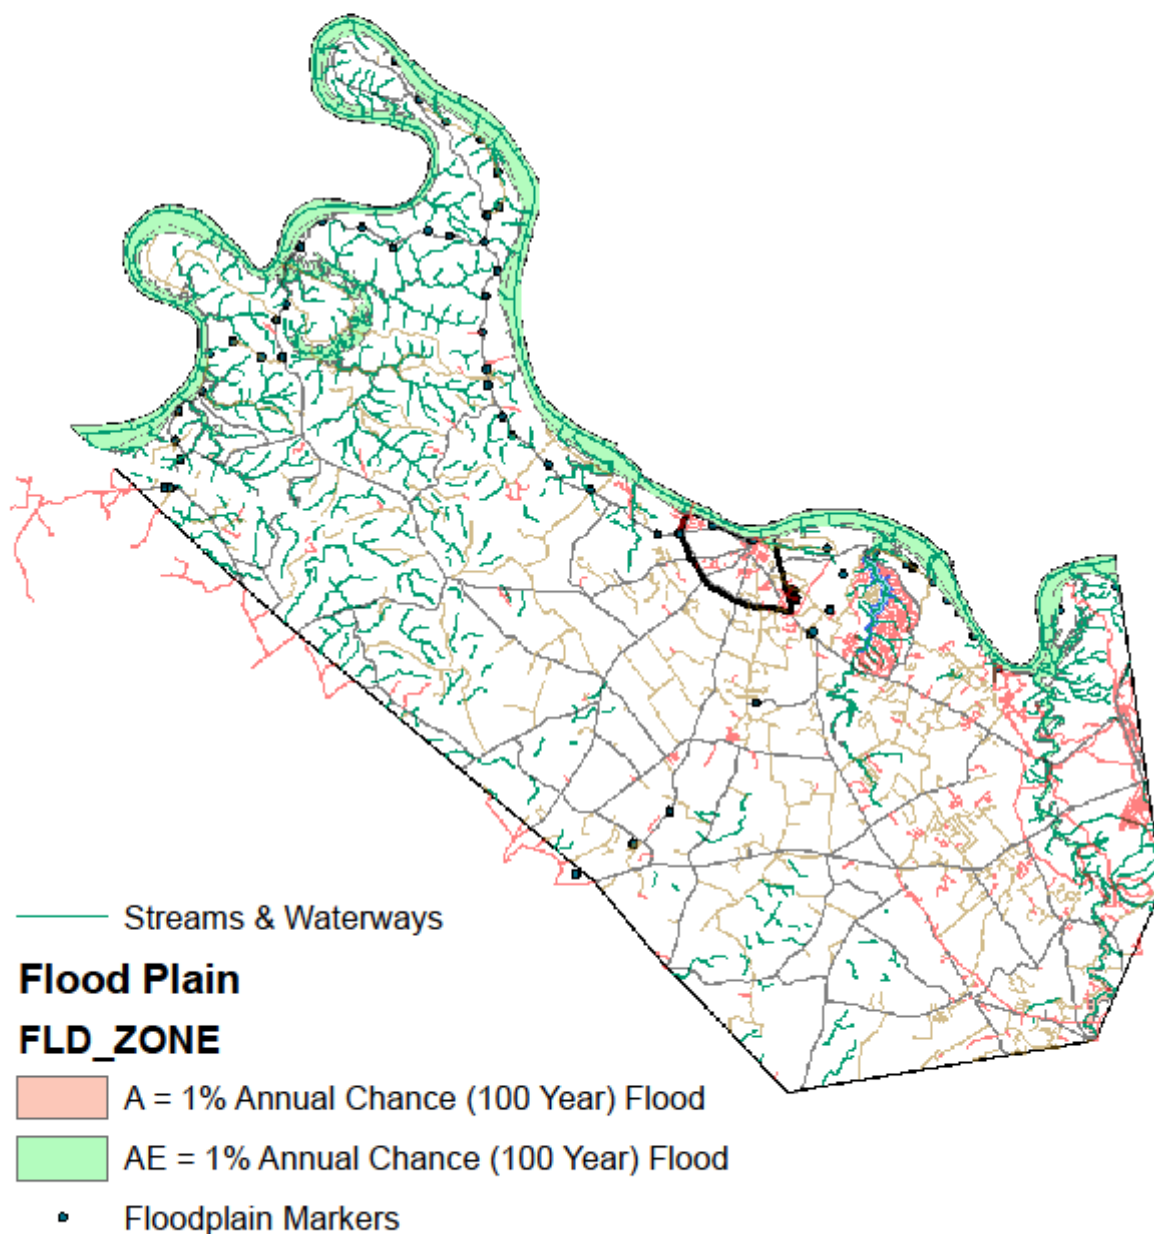 Streams & Waterways
Flood Plain
FLD_ZONE
A = 1% Annual Chance (100 Year) Flood
AE = 1% Annual Chance (100 Year) Flood
Floodplain Markers